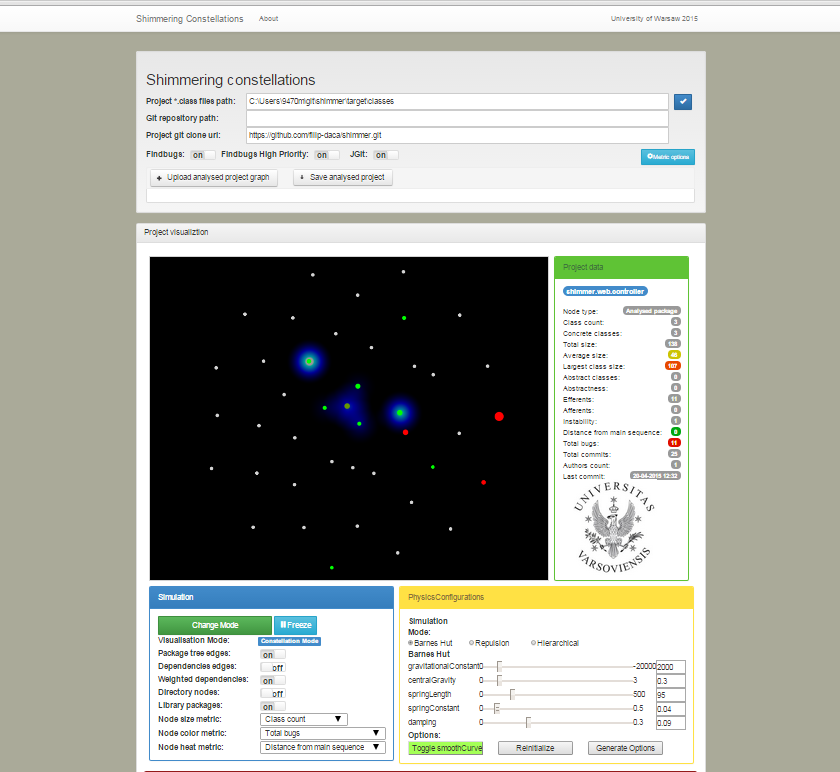 Shimmering Constellations About University of Warsaw 2015
Shimmering constellations
Project *.class files path: C:\Users\9470m\git\shimmer\target\classes
Git repository path:
Project git clone url: https://github.com/filip-daca/shimmer.git
Findbugs: on Findbugs High Priority: on JGit: on
Metric options
Upload analysed project graph Save analysed project
Project visualiztion
Project data
shimmer.web.controller
Node type: Analysed package
Class count: 3
Concrete classes: 3
Total size: 136
Average size:
Largest class size: 107
Abstract classes: 0
Abstractness: 0
Efferents: 11
Afferents: 0
Instability: 1
Distance from main sequence: 0
Total bugs: 11
Total commits: 25
Authors count: 1
Last commit:
UNIVERSITAS
VARSOVIENSIS
Simulation
Change Mode Freeze
Visualisation Mode: Constellation Mode
Package tree edges: on
Dependencies edges: off
Weighted dependencies: on
Directory nodes: off
Library packages: on
Node size metric: Class count
Node color metric: Total bugs
Node heat metric: Distance from main sequence
PhysicsConfigurations
Simulation
Mode:
Barnes Hut Repulsion Hierarchical
Barnes Hut
gravitationalConstant 0 -20000 2000
centralGravity 0 3 0.3
springLength 0 500 95
springConstant 0 0.5 0.04
damping 0 0.3 0.09
Options:
Toggle smoothCurve Reinitialize Generate Options